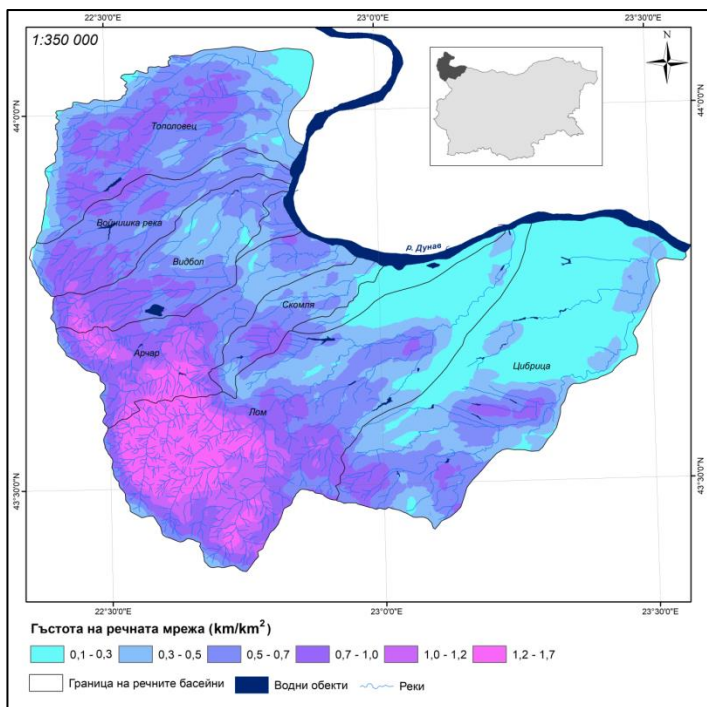 22°30'0"E
23°0'0"E
23°30'0"E
1:350 000
N
44°0'0"N
44°0'0"N
Тополовец
Войнишка река
р. Дунав
Видбол
Скомля
Арчар
Цибрица
Лом
43°30'0"N
43°30'0"N
22°30'0"E
23°0'0"E
23°30'0"E
Гъстота на речната мрежа (km/km²)
0,1 - 0,3
0,3 - 0,5
0,5 - 0,7
0,7 - 1,0
1,0 - 1,2
1,2 - 1,7
Граница на речните басейни
Водни обекти
Реки